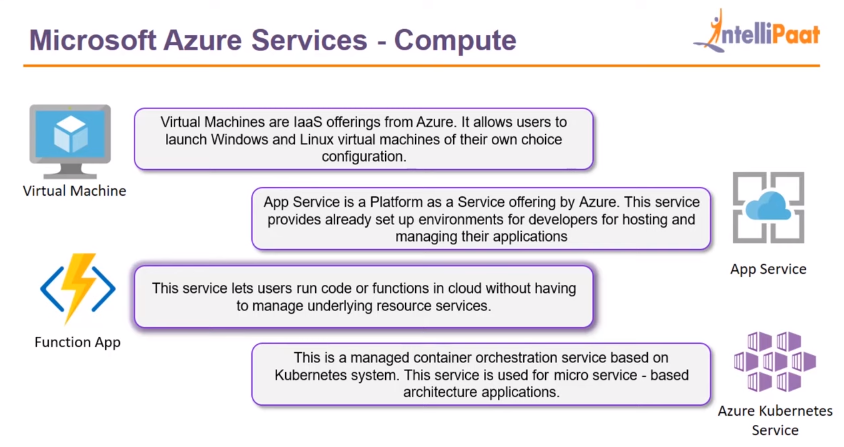 Microsoft Azure Services - Compute
IntelliPaat
Virtual Machines are IaaS offerings from Azure. It allows users to
launch Windows and Linux virtual machines of their own choice
configuration.
Virtual Machine
App Service is a Platform as a Service offering by Azure. This service
provides already set up environments for developers for hosting and
managing their applications
App Service
This service lets users run code or functions in cloud without having
to manage underlying resource services.
Function App
This is a managed container orchestration service based on
Kubernetes system. This service is used for micro service - based
architecture applications.
Azure Kubernetes
Service